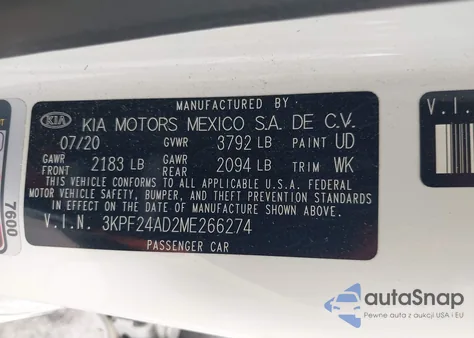 MANUFACTURED BY
KIA KIA MOTORS MEXICO S.A. DE C.V.
07/20 GVWR 3792 LB PAINT UD
GAWR FRONT 2183 LB GAWR REAR 2094 LB TRIM WK
THIS VEHICLE CONFORMS TO ALL APPLICABLE U.S.A. FEDERAL
MOTOR VEHICLE SAFETY, BUMPER, AND THEFT PREVENTION STANDARDS
IN EFFECT ON THE DATE OF MANUFACTURE SHOWN ABOVE.
V.I.N. 3KPF24AD2ME266274
PASSENGER CAR
7600
V.I.
autoSnap
Pewne auta z aukcji USA i EU